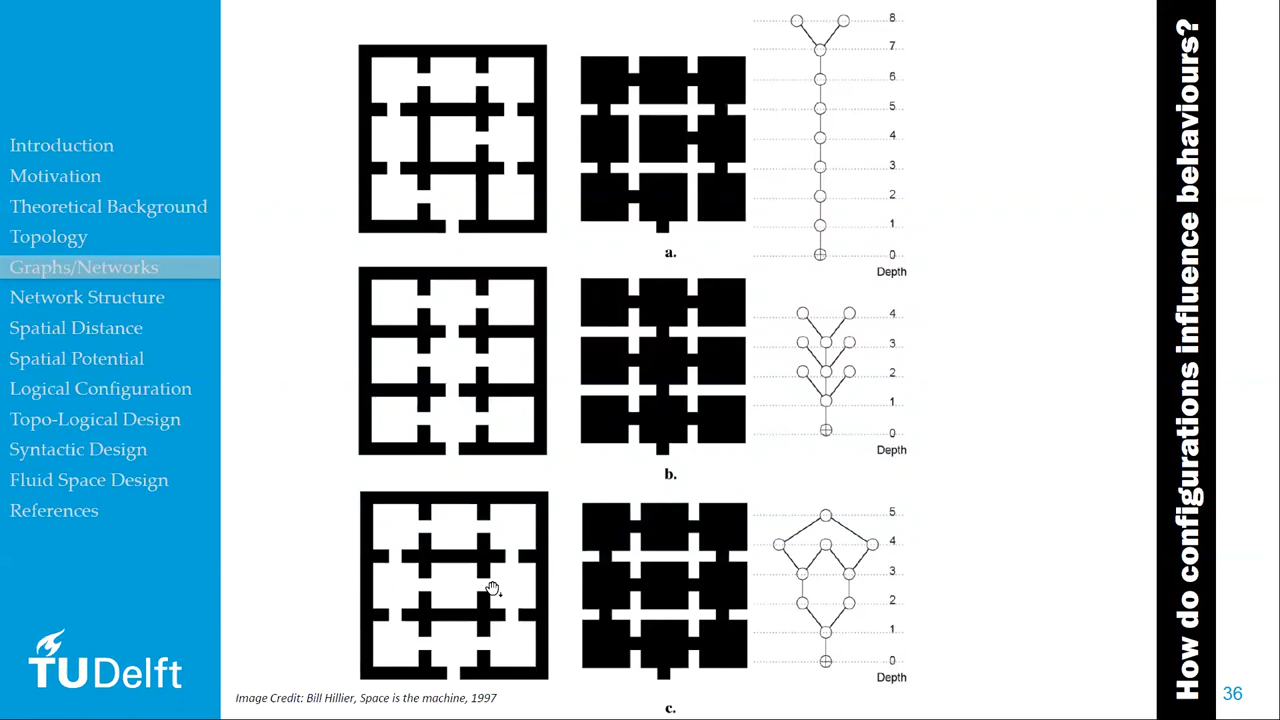 Introduction
Motivation
Theoretical Background
Topology
Graphs/Networks
Network Structure
Spatial Distance
Spatial Potential
Logical Configuration
Topo-Logical Design
Syntactic Design
Fluid Space Design
References
TUDelft
8
7
6
5
4
3
2
1
0
Depth
a.
4
3
2
1
0
Depth
b.
5
4
3
2
1
0
Depth
c.
Image Credit: Bill Hillier, Space is the machine, 1997
How do configurations influence behaviours?
36